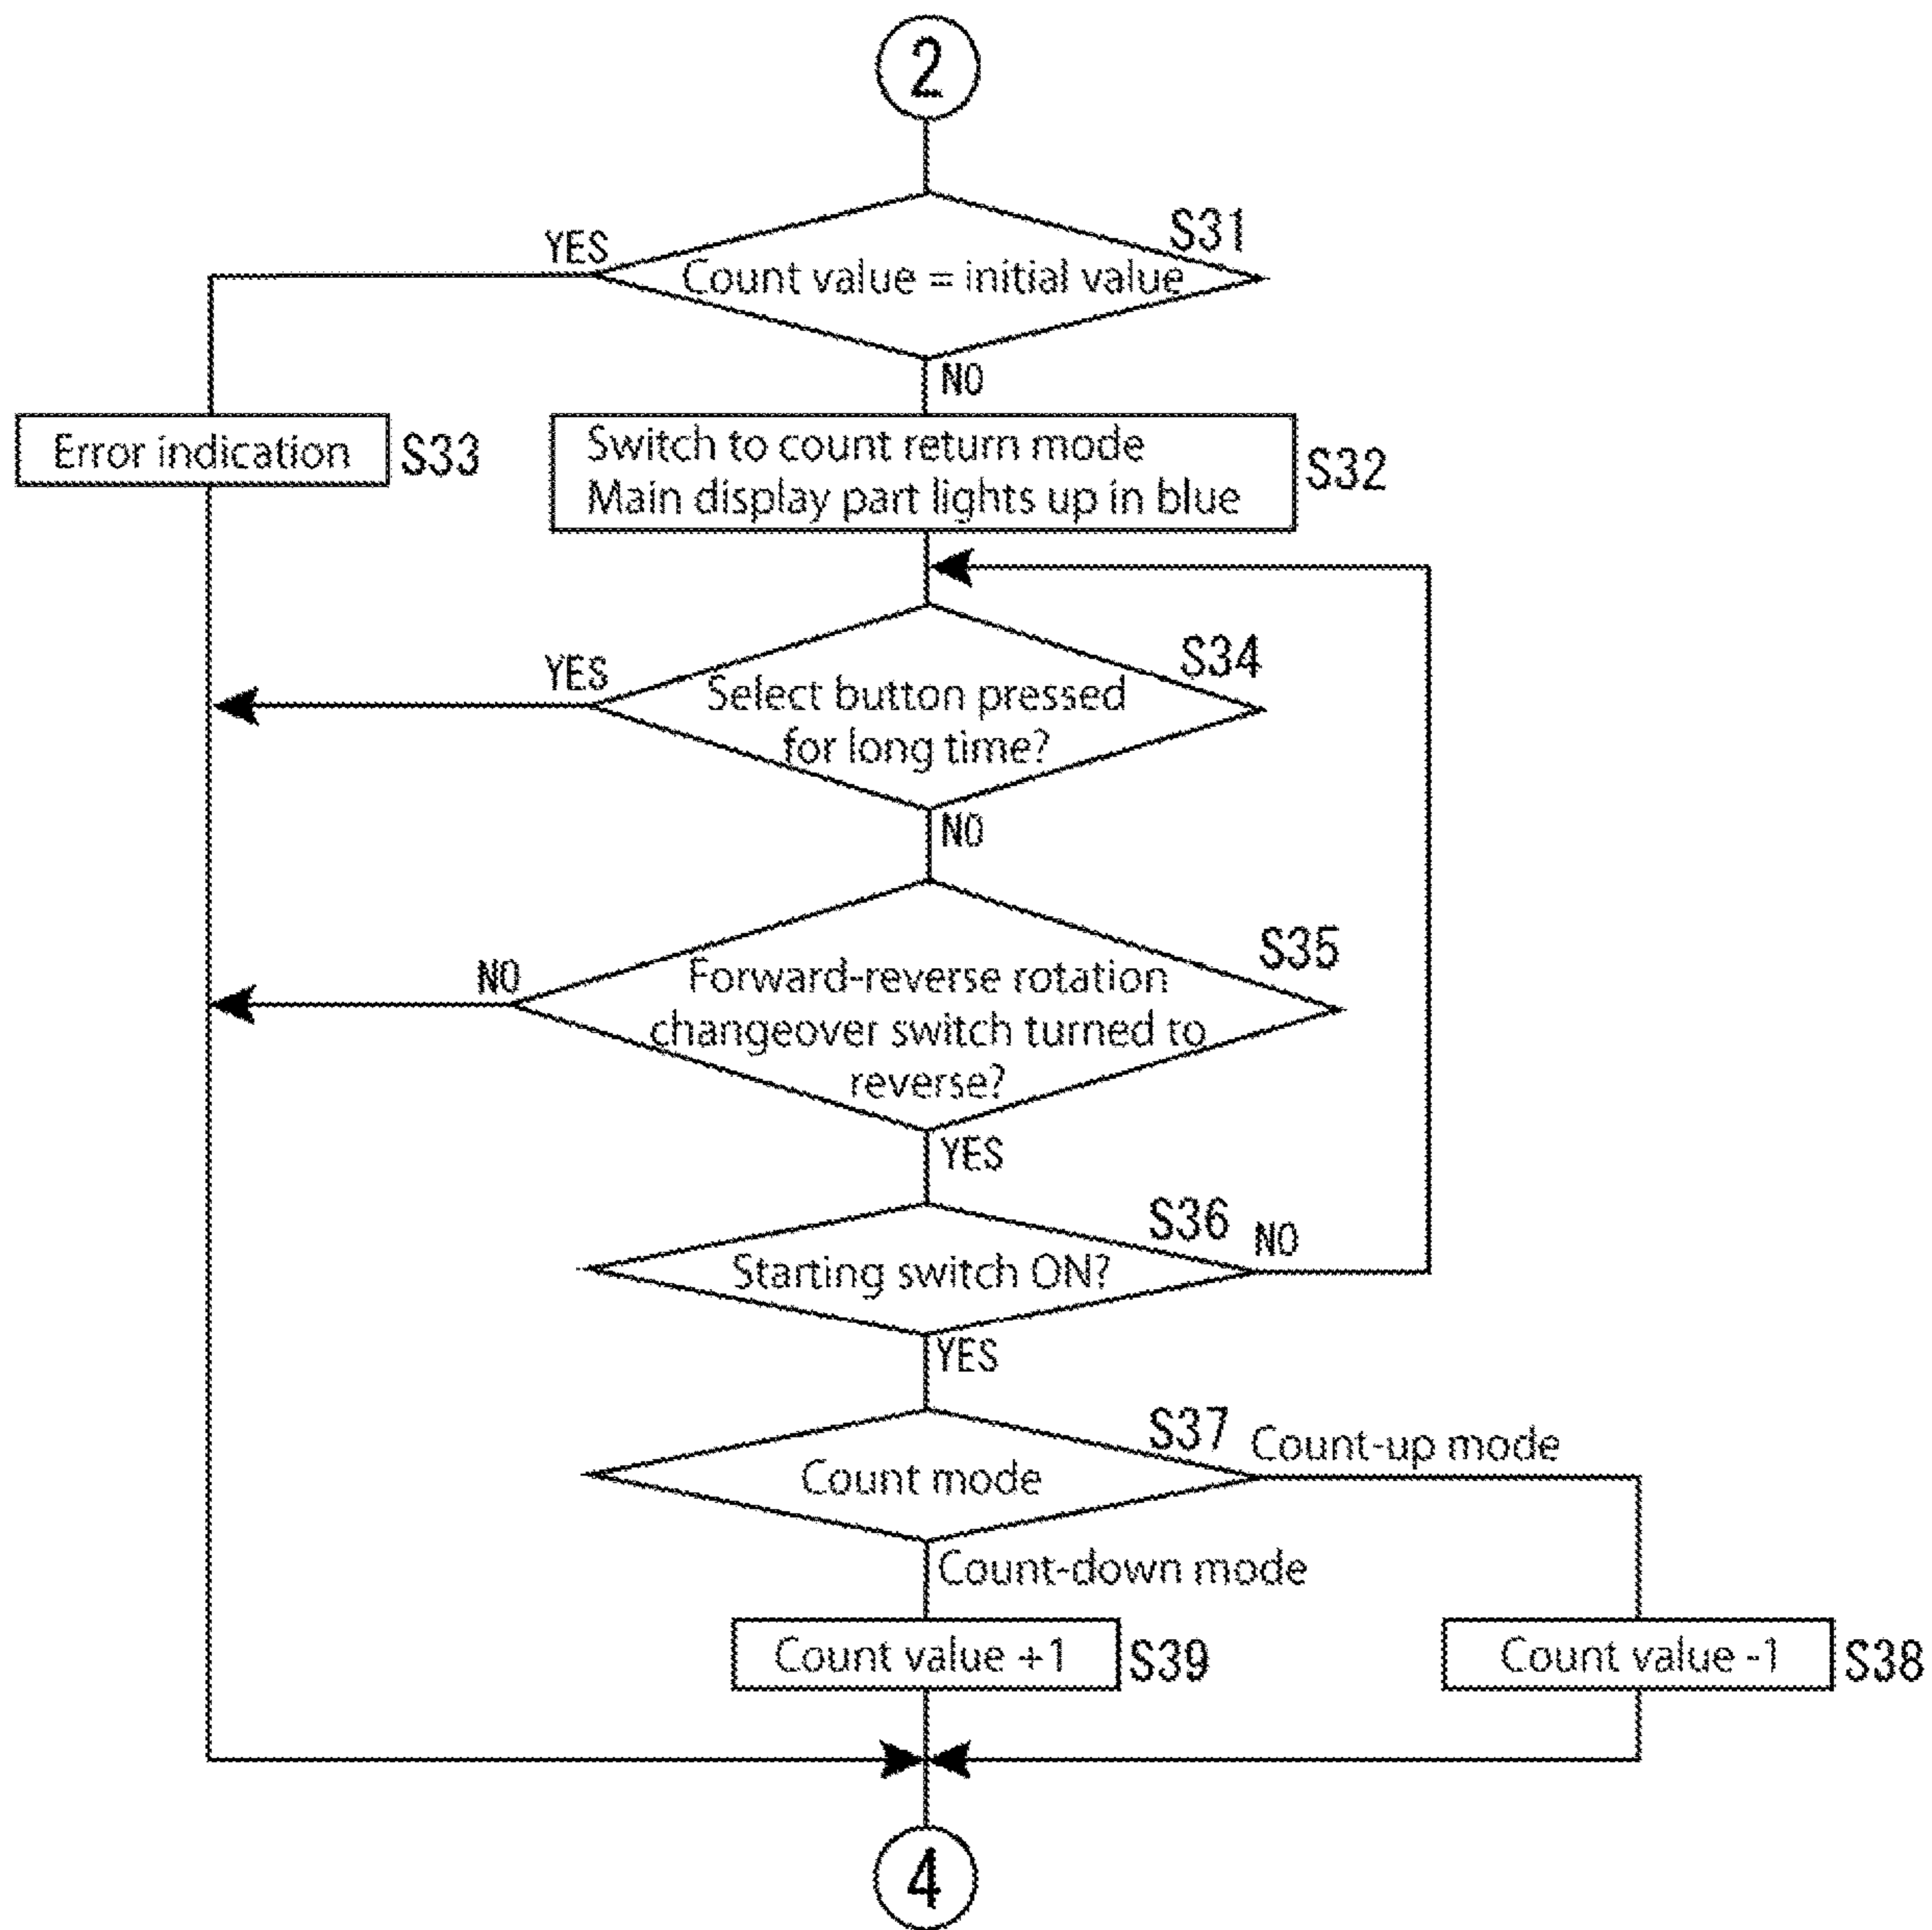 2
S31
YES
Count value = initial value
NO
Error indication
S33
Switch to count return mode
Main display part lights up in blue
S32
S34
YES
Select button pressed
for long time?
NO
S35
NO
Forward-reverse rotation
changeover switch turned to
reverse?
YES
S36
NO
Starting switch ON?
YES
S37
Count-up mode
Count mode
Count-down mode
Count value +1
S39
Count value -1
S38
4